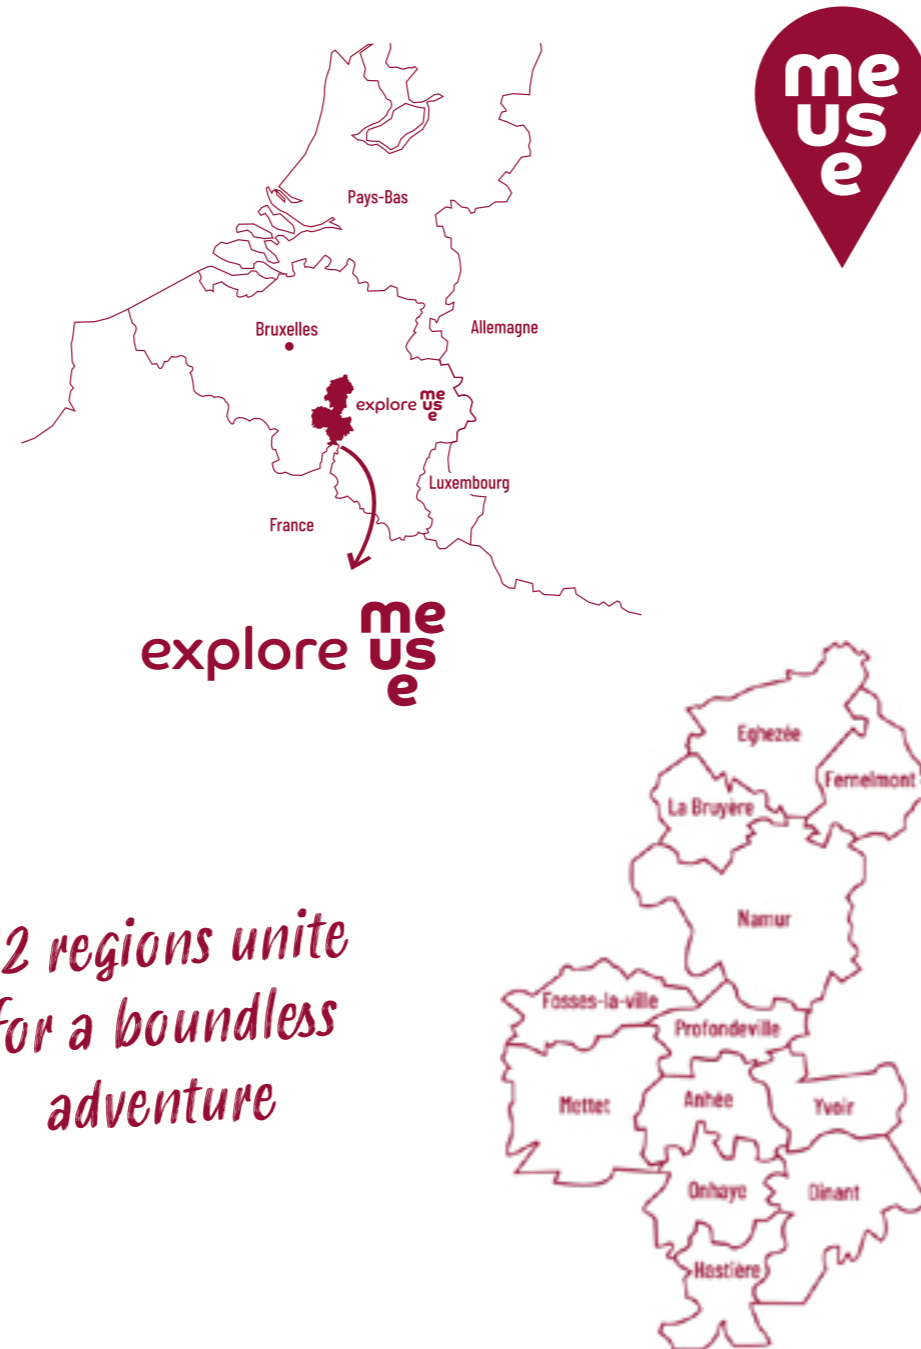 me
us
e
Pays-Bas
Bruxelles
Allemagne
explore me
us
e
Luxembourg
France
explore me
us
e
Eghezée
Fernelmont
La Bruyère
Namur
2 regions unite
for a boundless
adventure
Fosses-la-ville
Profondeville
Mettet
Anhée
Yvoir
Onhaye
Dinant
Hastière